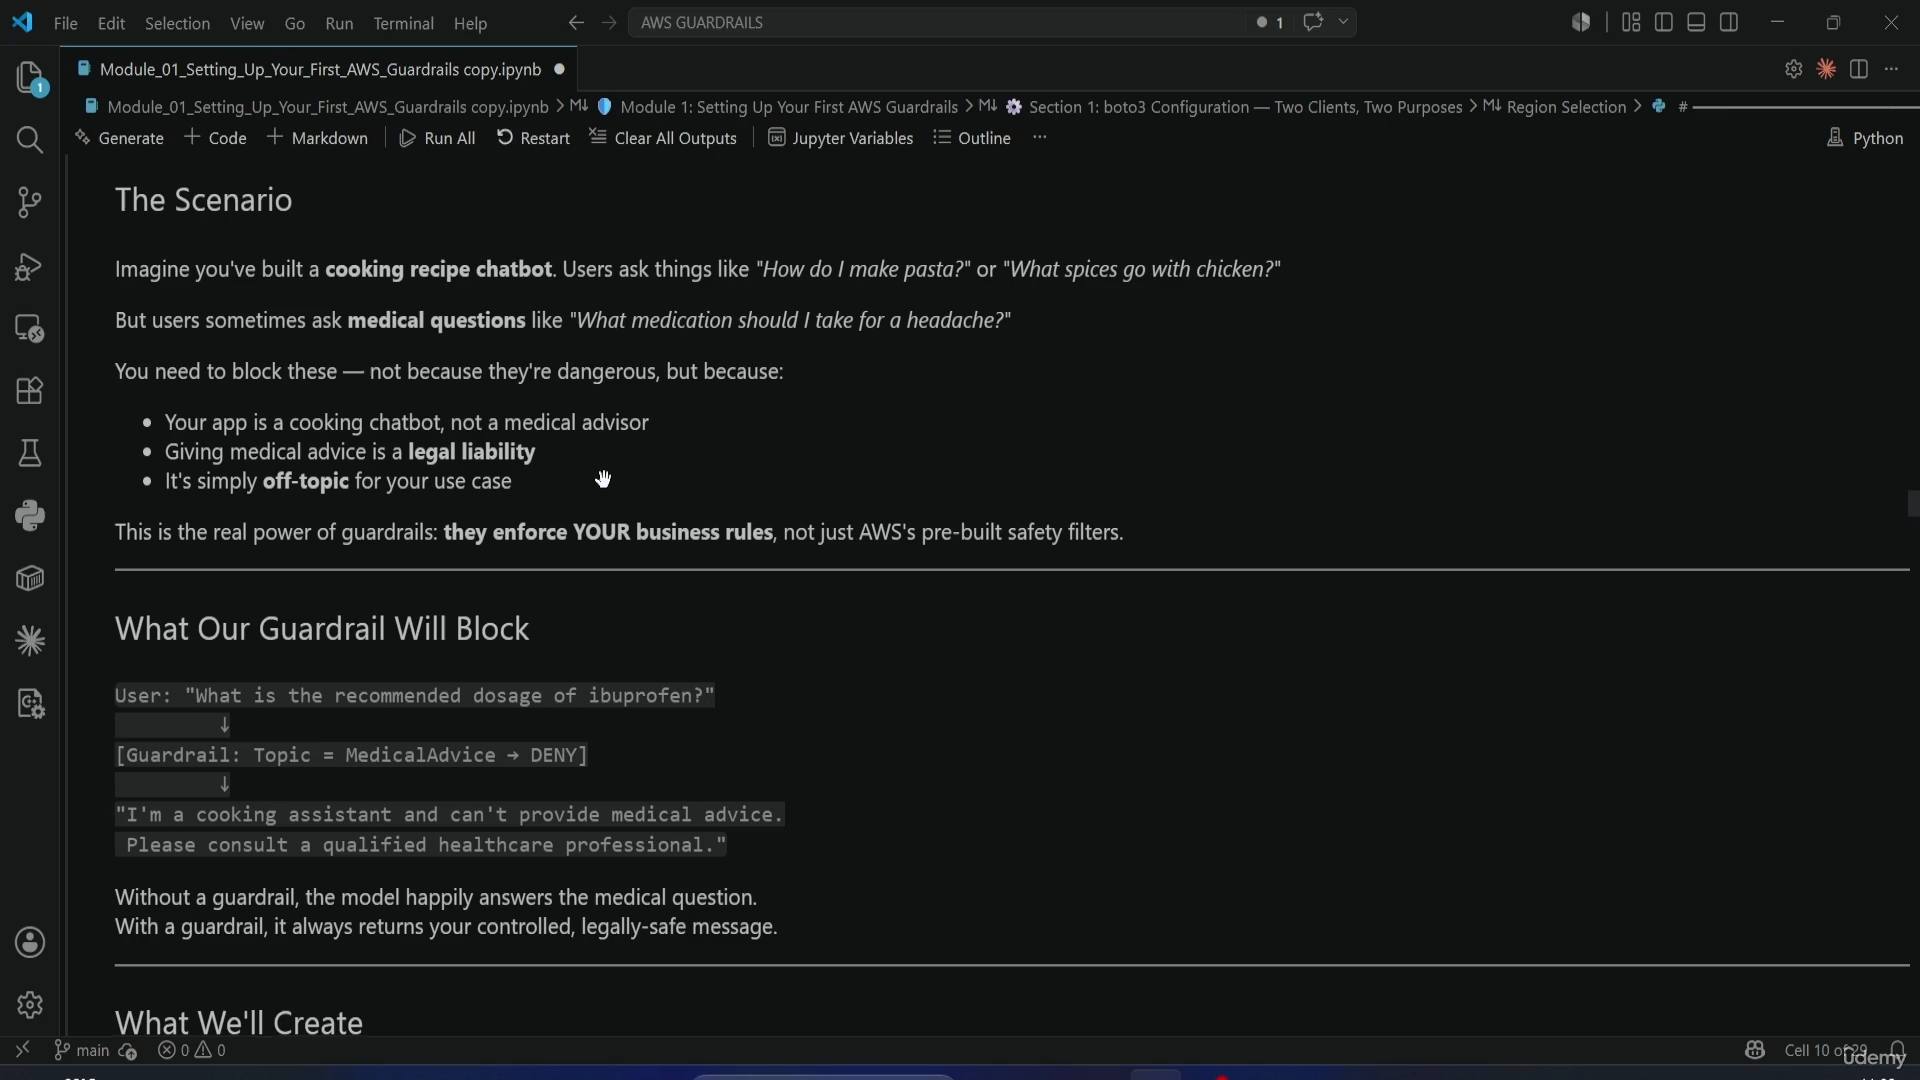 File Edit Selection View Go Run Terminal Help AWS GUARDRAILS 1
Module_01_Setting_Up_Your_First_AWS_Guardrails copy.ipynb
1
Module_01_Setting_Up_Your_First_AWS_Guardrails copy.ipynb > M↓ Module 1: Setting Up Your First AWS Guardrails > M↓ Section 1: boto3 Configuration — Two Clients, Two Purposes > M↓ Region Selection > #
Generate + Code + Markdown Run All Restart Clear All Outputs Jupyter Variables Outline ... Python
The Scenario
Imagine you've built a cooking recipe chatbot. Users ask things like "How do I make pasta?" or "What spices go with chicken?"
But users sometimes ask medical questions like "What medication should I take for a headache?"
You need to block these — not because they're dangerous, but because:
• Your app is a cooking chatbot, not a medical advisor
• Giving medical advice is a legal liability
• It's simply off-topic for your use case
This is the real power of guardrails: they enforce YOUR business rules, not just AWS's pre-built safety filters.
What Our Guardrail Will Block
User: "What is the recommended dosage of ibuprofen?"
↓
[Guardrail: Topic = MedicalAdvice → DENY]
↓
"I'm a cooking assistant and can't provide medical advice.
Please consult a qualified healthcare professional."
Without a guardrail, the model happily answers the medical question.
With a guardrail, it always returns your controlled, legally-safe message.
What We'll Create
main 0 0 Cell 10 of 29
udemy